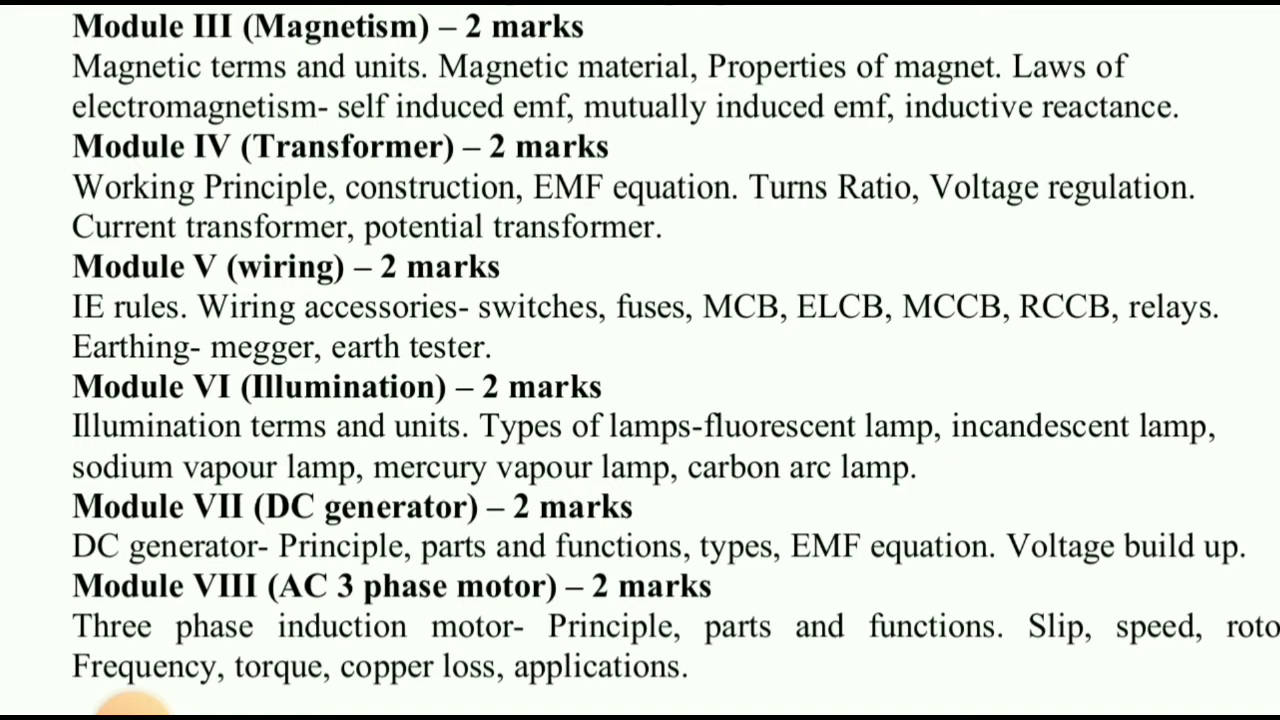 Module III (Magnetism) – 2 marks
Magnetic terms and units. Magnetic material, Properties of magnet. Laws of
electromagnetism- self induced emf, mutually induced emf, inductive reactance.
Module IV (Transformer) – 2 marks
Working Principle, construction, EMF equation. Turns Ratio, Voltage regulation.
Current transformer, potential transformer.
Module V (wiring) – 2 marks
IE rules. Wiring accessories- switches, fuses, MCB, ELCB, MCCB, RCCB, relays.
Earthing- megger, earth tester.
Module VI (Illumination) – 2 marks
Illumination terms and units. Types of lamps-fluorescent lamp, incandescent lamp,
sodium vapour lamp, mercury vapour lamp, carbon arc lamp.
Module VII (DC generator) – 2 marks
DC generator- Principle, parts and functions, types, EMF equation. Voltage build up.
Module VIII (AC 3 phase motor) – 2 marks
Three phase induction motor- Principle, parts and functions. Slip, speed, roto
Frequency, torque, copper loss, applications.